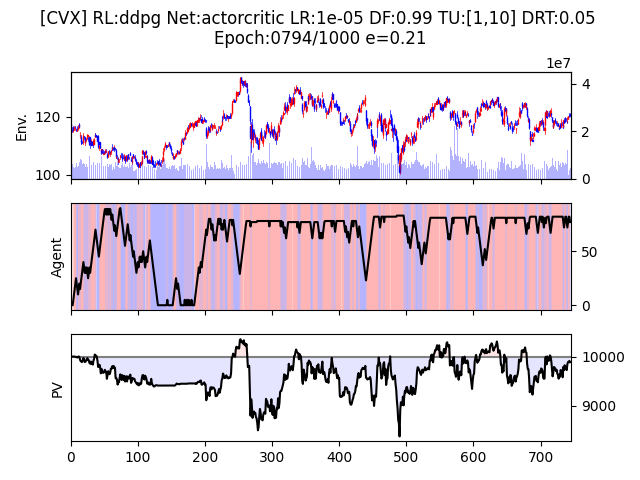 [CVX] RL:ddpg Net:actorcritic LR:1e-05 DF:0.99 TU:[1,10] DRT:0.05
Epoch:0794/1000 e=0.21
1e7
Env.
120
100
4
2
0
Agent
50
0
PV
10000
9000
0 100 200 300 400 500 600 700